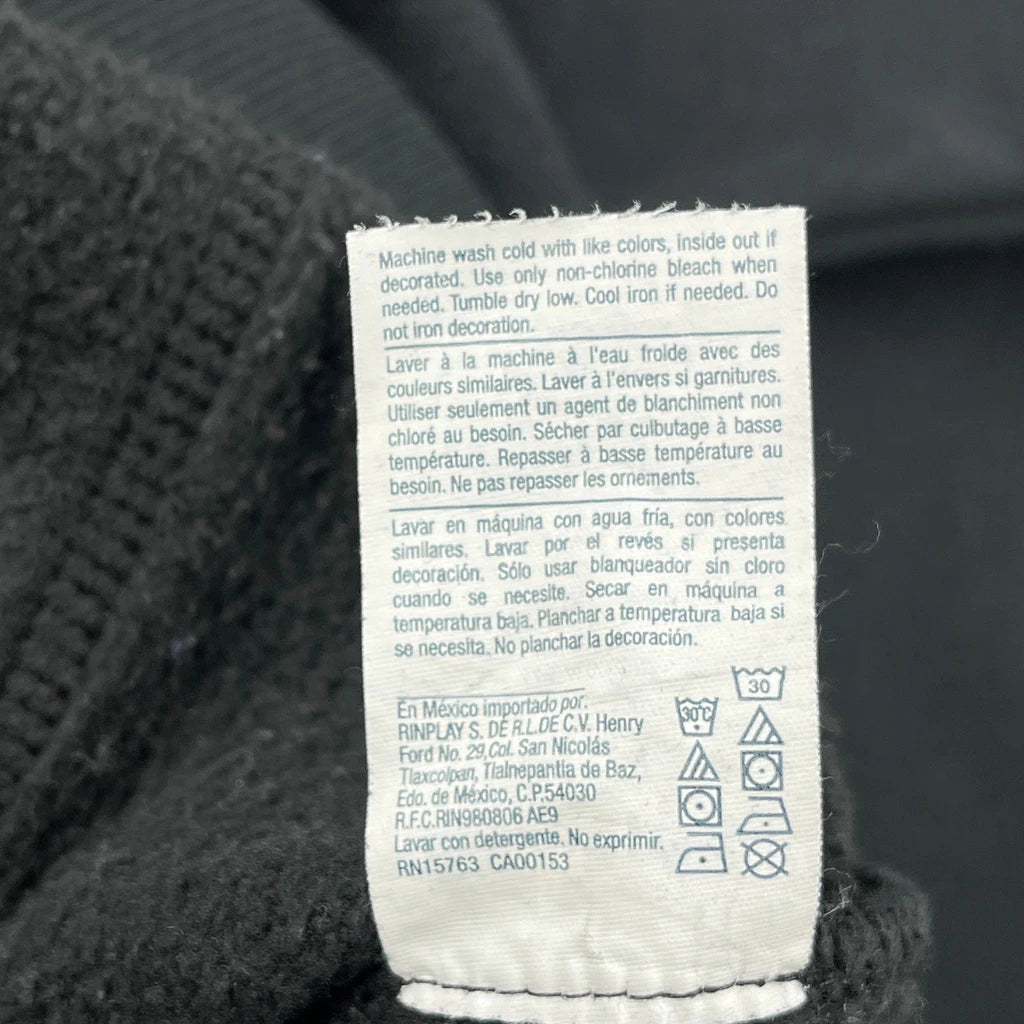 Machine wash cold with like colors, inside out if
decorated. Use only non-chlorine bleach when
needed. Tumble dry low. Cool iron if needed. Do
not iron decoration.
Laver à la machine à l'eau froide avec des
couleurs similaires. Laver à l'envers si garnitures.
Utiliser seulement un agent de blanchiment non
chloré au besoin. Sécher par culbutage à basse
température. Repasser à basse température au
besoin. Ne pas repasser les ornements.
Lavar en máquina con agua fría, con colores
similares. Lavar por el revés si presenta
decoración. Sólo usar blanqueador sin cloro
cuando se necesite. Secar en máquina a
temperatura baja. Planchar a temperatura baja si
se necesita. No planchar la decoración.
En México importado por:
RINPLAY S. DE R.L.DE C.V. Henry
Ford No. 29,Col. San Nicolás
Tlaxcolpan, Tlalnepantla de Baz,
Edo. de México, C.P.54030
R.F.C.RIN980806 AE9
Lavar con detergente. No exprimir.
RN15763 CA00153
30°C
30